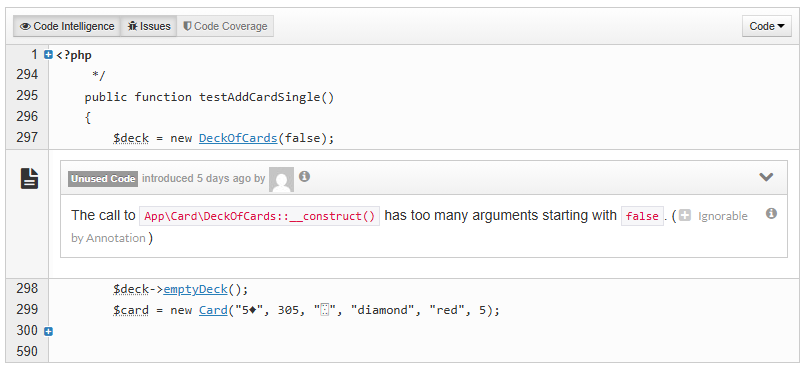 Code Intelligence Issues Code Coverage Code
1 <?php
294 */
295 public function testAddCardSingle()
296 {
297 $deck = new DeckOfCards(false);
Unused Code introduced 5 days ago by
The call to App\Card\DeckOfCards::__construct() has too many arguments starting with false. ( Ignorable
by Annotation )
298 $deck->emptyDeck();
299 $card = new Card("5♦", 305, "", "diamond", "red", 5);
300
590